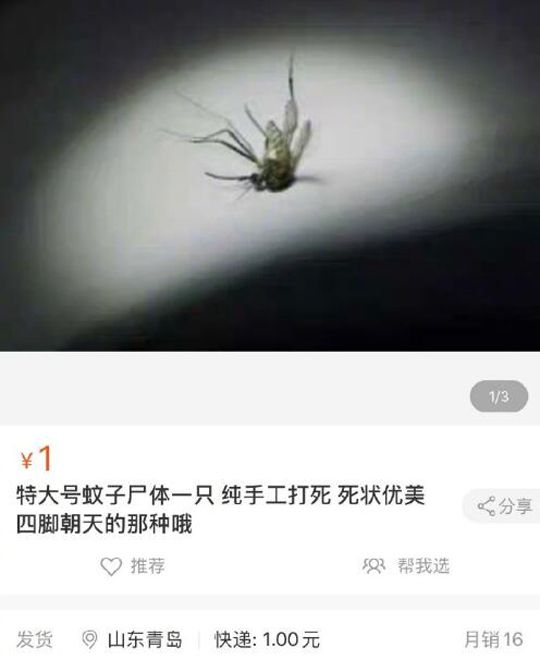 1/3
¥1
特大号蚊子尸体一只 纯手工打死 死状优美
四脚朝天的那种哦
分享
推荐
帮我选
发货 山东青岛 快递: 1.00元 月销16